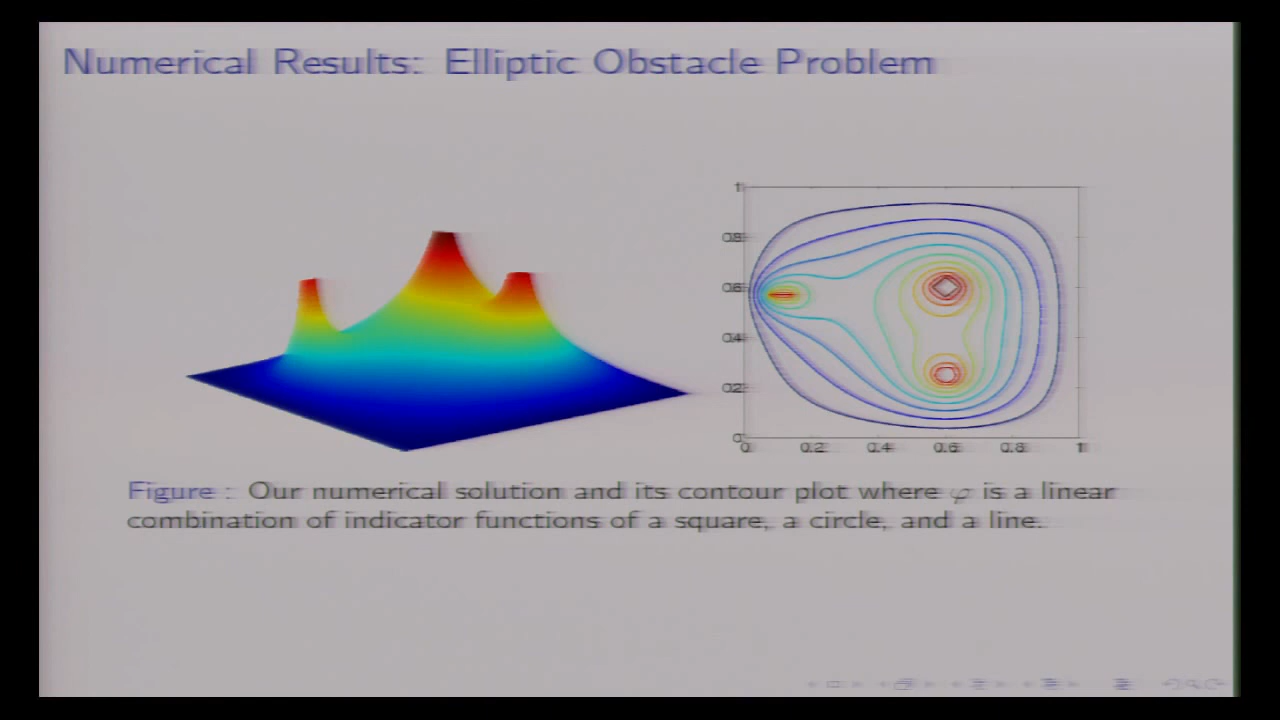 Numerical Results: Elliptic Obstacle Problem
1
0.8
0.6
0.4
0.2
0
0 0.2 0.4 0.6 0.8 1
Figure : Our numerical solution and its contour plot where φ is a linear
combination of indicator functions of a square, a circle, and a line.